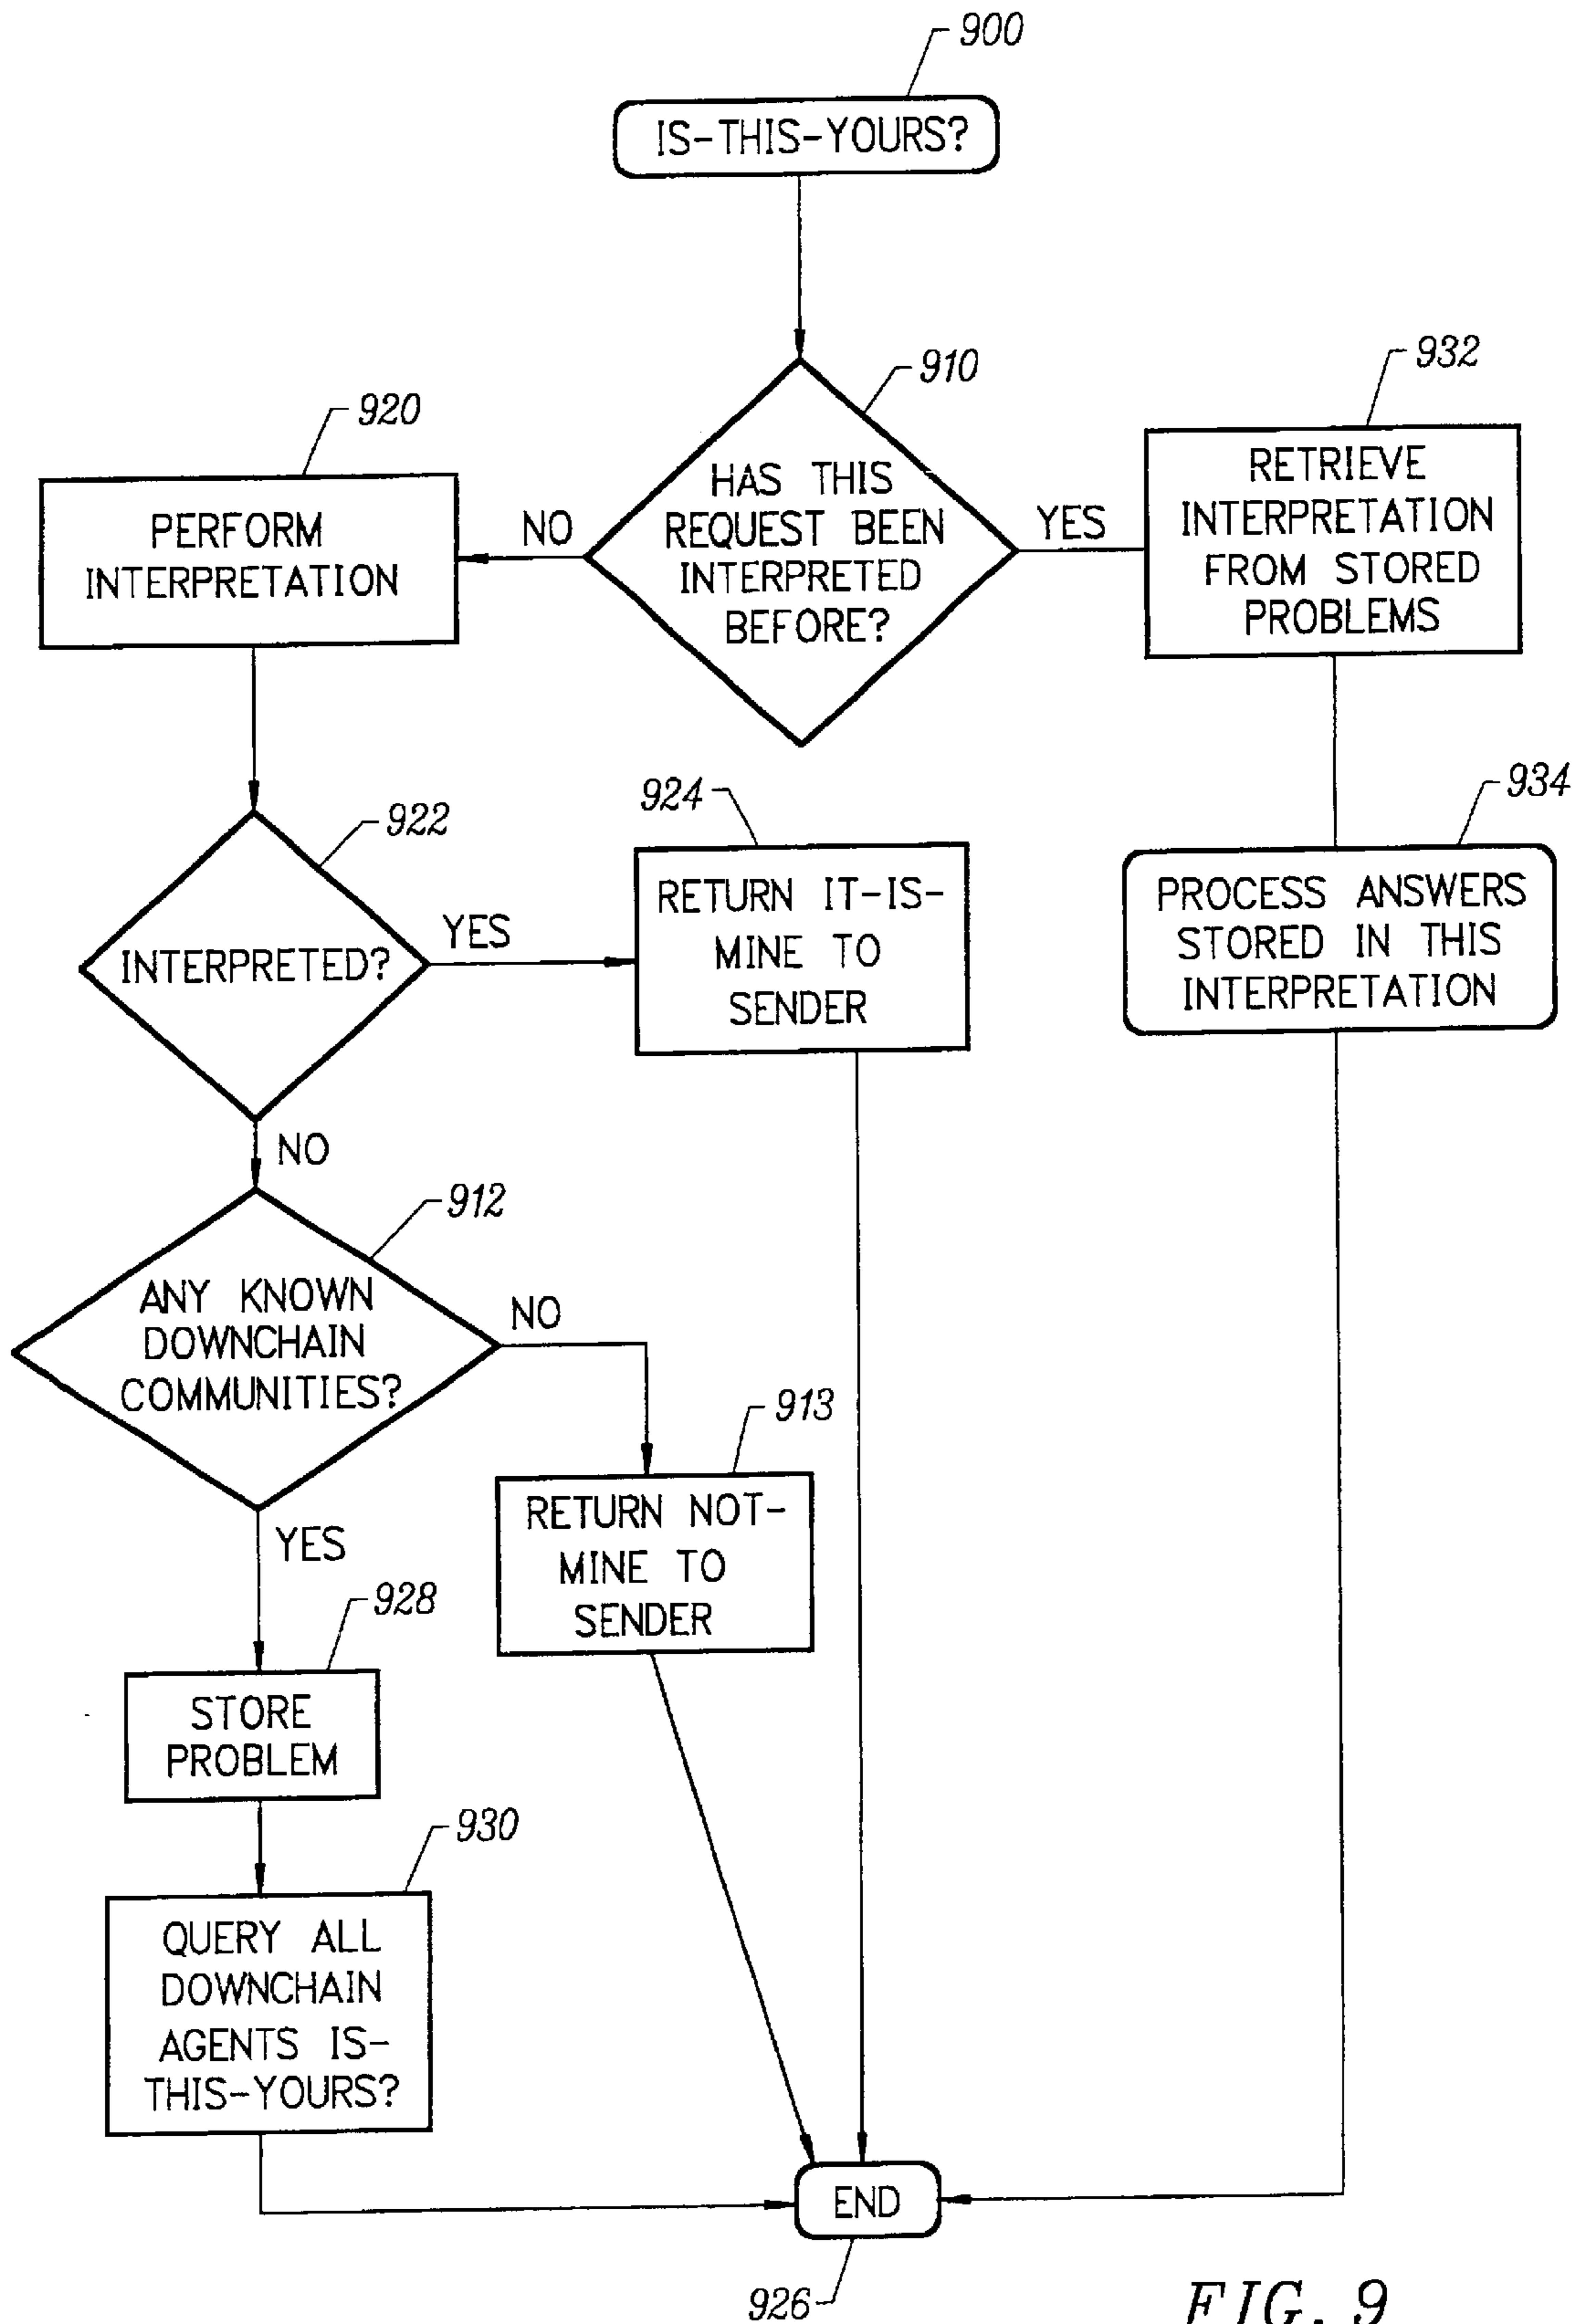 900
IS-THIS-YOURS?
910
HAS THIS
REQUEST BEEN
INTERPRETED
BEFORE?
NO
YES
920
PERFORM
INTERPRETATION
932
RETRIEVE
INTERPRETATION
FROM STORED
PROBLEMS
922
INTERPRETED?
YES
NO
924
RETURN IT-IS-
MINE TO
SENDER
934
PROCESS ANSWERS
STORED IN THIS
INTERPRETATION
912
ANY KNOWN
DOWNCHAIN
COMMUNITIES?
NO
YES
913
RETURN NOT-
MINE TO
SENDER
928
STORE
PROBLEM
930
QUERY ALL
DOWNCHAIN
AGENTS IS-
THIS-YOURS?
END
926
FIG. 9